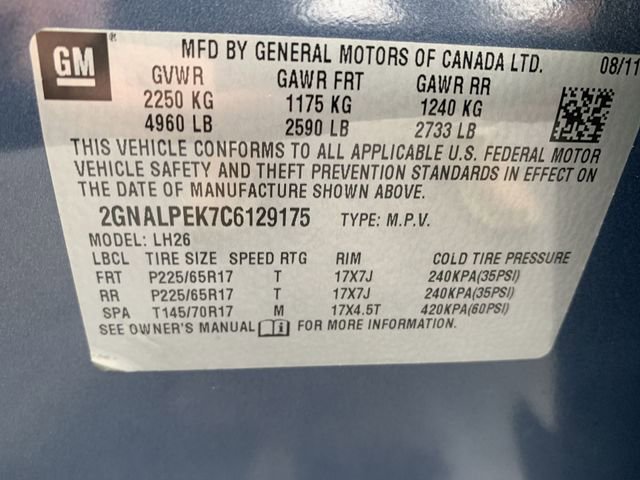 GM ®
MFD BY GENERAL MOTORS OF CANADA LTD. 08/11
GVWR GAWR FRT GAWR RR
2250 KG 1175 KG 1240 KG
4960 LB 2590 LB 2733 LB
THIS VEHICLE CONFORMS TO ALL APPLICABLE U.S. FEDERAL MOTOR
VEHICLE SAFETY AND THEFT PREVENTION STANDARDS IN EFFECT ON
THE DATE OF MANUFACTURE SHOWN ABOVE.
2GNALPEK7C6129175 TYPE: M.P.V.
MODEL: LH26
LBCL TIRE SIZE SPEED RTG RIM COLD TIRE PRESSURE
FRT P225/65R17 T 17X7J 240KPA(35PSI)
RR P225/65R17 T 17X7J 240KPA(35PSI)
SPA T145/70R17 M 17X4.5T 420KPA(60PSI)
SEE OWNER'S MANUAL FOR MORE INFORMATION.